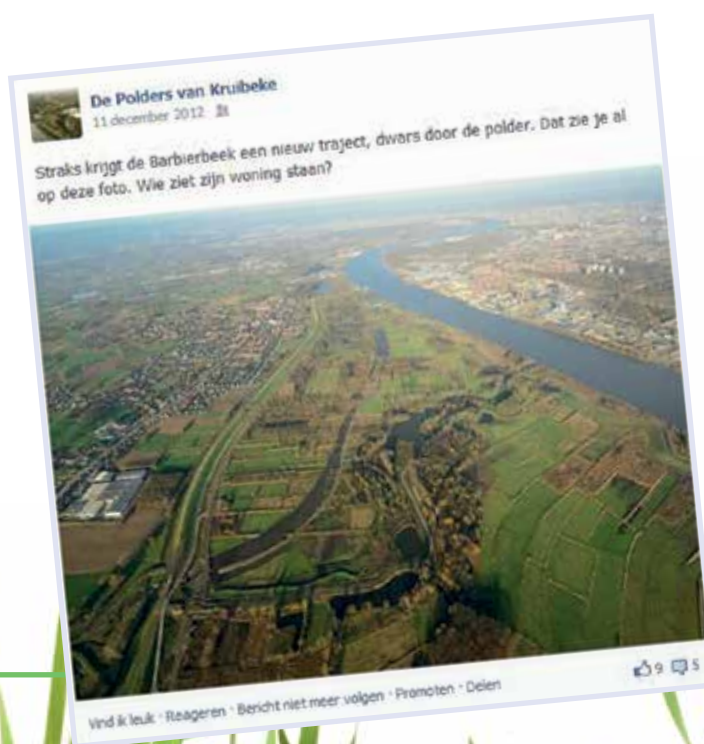 De Polders van Kruibeke
11 december 2012
Straks krijgt de Barbierbeek een nieuw traject, dwars door de polder. Dat zie je al
op deze foto. Wie ziet zijn woning staan?
9 5
Vind ik leuk · Reageren · Bericht niet meer volgen · Promoten · Delen